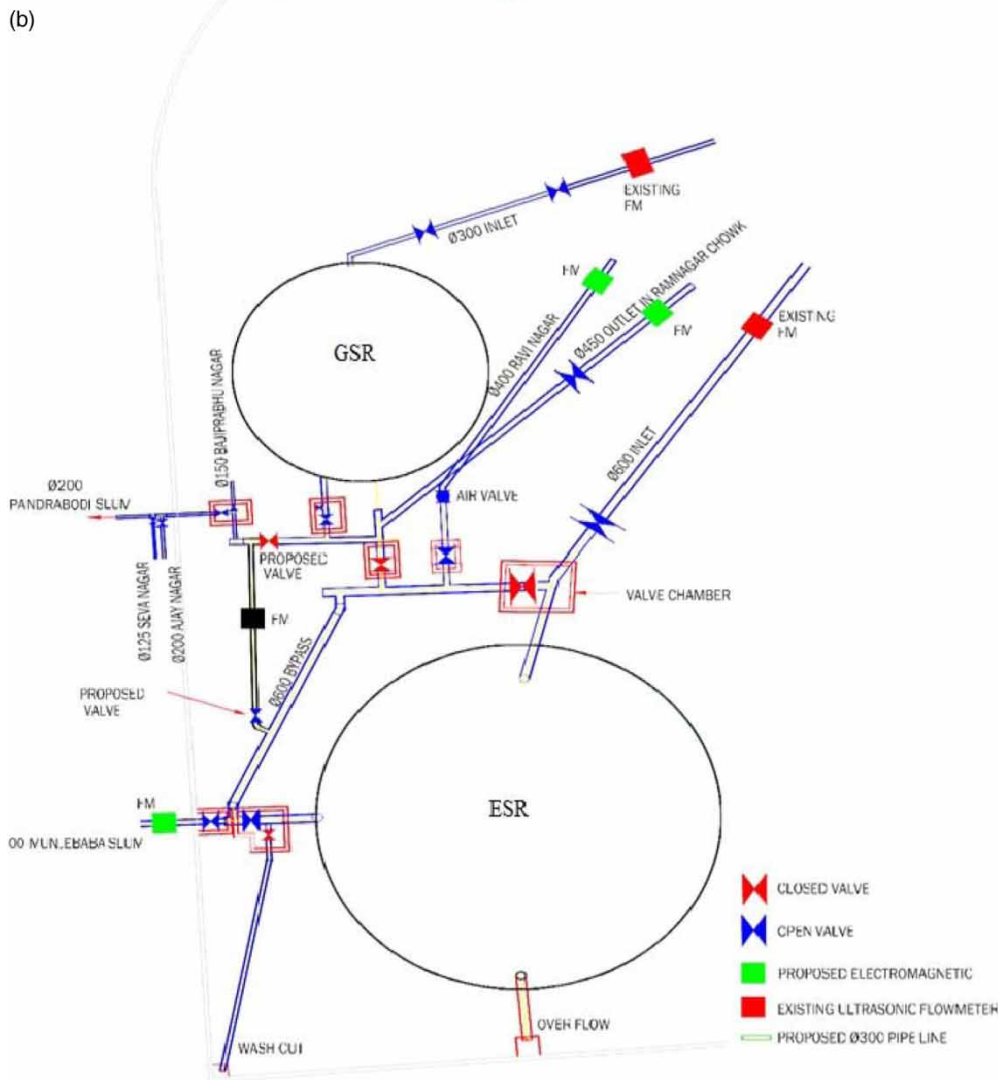 (b)
EXISTING
FM
Ø300 INLET
FM
Ø450 OUTLET IN RAMNAGAR CHOWK
FM
EXISTING
FM
GSR
Ø400 RAVI NAGAR
Ø150 BAJIPRABHU NAGAR
Ø600 INLET
Ø200
PANDRABODI SLUM
AIR VALVE
PROPOSED
VALVE
VALVE CHAMBER
Ø125 SEVA NAGAR
Ø200 AJAY NAGAR
FM
Ø600 BYPASS
PROPOSED
VALVE
FM
ESR
00 MUNJEBABA SLUM
CLOSED VALVE
OPEN VALVE
PROPOSED ELECTROMAGNETIC
EXISTING ULTRASONIC FLOWMETER
PROPOSED Ø300 PIPE LINE
OVER FLOW
WASH OUT